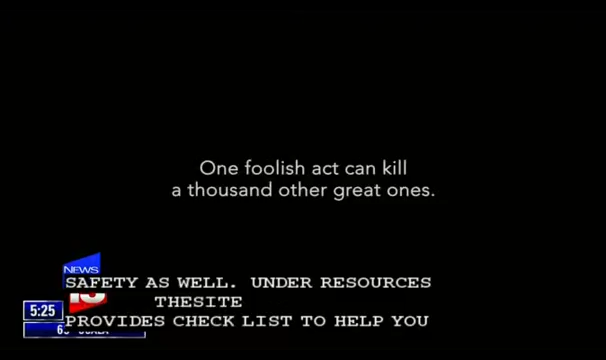 One foolish act can kill
a thousand other great ones.
NEWS
SAFETY AS WELL. UNDER RESOURCES
THESITE
5:25
PROVIDES CHECK LIST TO HELP YOU